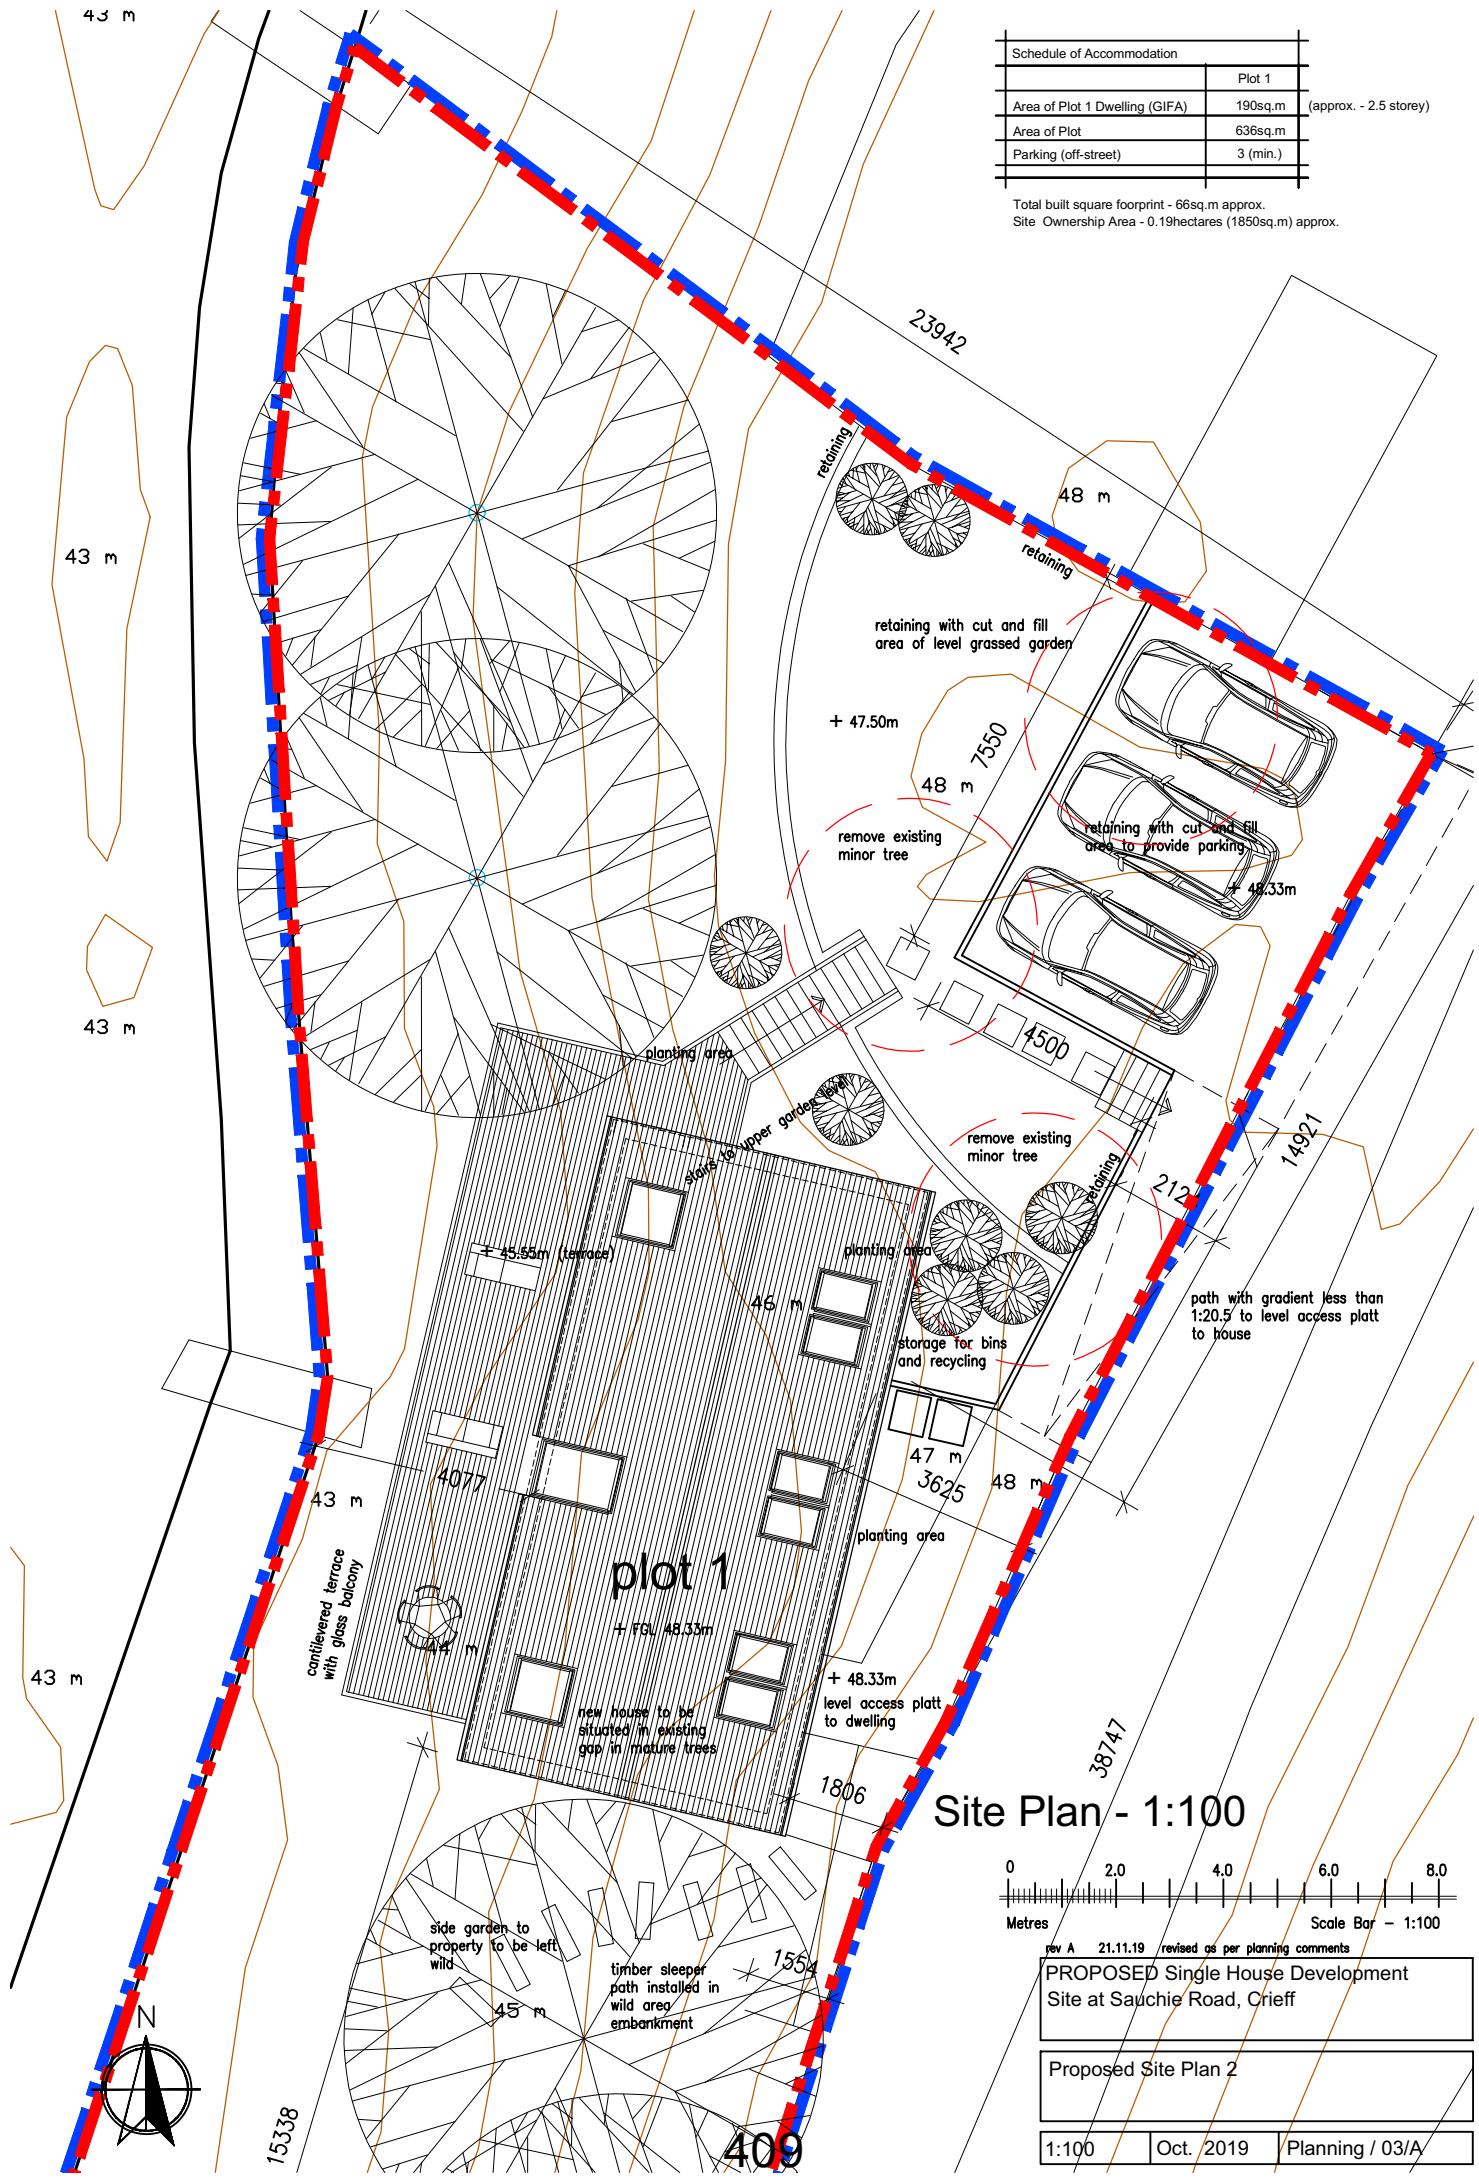 43 m
Schedule of Accommodation
Plot 1
Area of Plot 1 Dwelling (GIFA) 190sq.m (approx. - 2.5 storey)
Area of Plot 636sq.m
Parking (off-street) 3 (min.)
Total built square foorprint - 66sq.m approx.
Site Ownership Area - 0.19hectares (1850sq.m) approx.
23942
retaining
48 m
retaining
43 m
retaining with cut and fill
area of level grassed garden
+ 47.50m
7550
48 m
remove existing
minor tree
retaining with cut and fill
area to provide parking
+ 48.33m
43 m
4500
planting area
stairs to upper garden level
remove existing
minor tree
14921
retaining
+ 45.55m (terrace)
planting area
46 m
path with gradient less than
1:20.5 to level access platt
to house
storage for bins
and recycling
47 m
4077
3625
48 m
43 m
planting area
plot 1
cantilevered terrace
with glass balcony
+ FGL 48.33m
44 m
43 m
+ 48.33m
level access platt
to dwelling
new house to be
situated in existing
gap in mature trees
38747
1806
Site Plan - 1:100
0 2.0 4.0 6.0 8.0
Metres Scale Bar - 1:100
side garden to
property to be left
wild
rev A 21.11.19 revised as per planning comments
1554
timber sleeper
path installed in
wild area
embankment
PROPOSED Single House Development
Site at Sauchie Road, Crieff
45 m
N
Proposed Site Plan 2
15338
409
1:100 Oct. 2019 Planning / 03/A